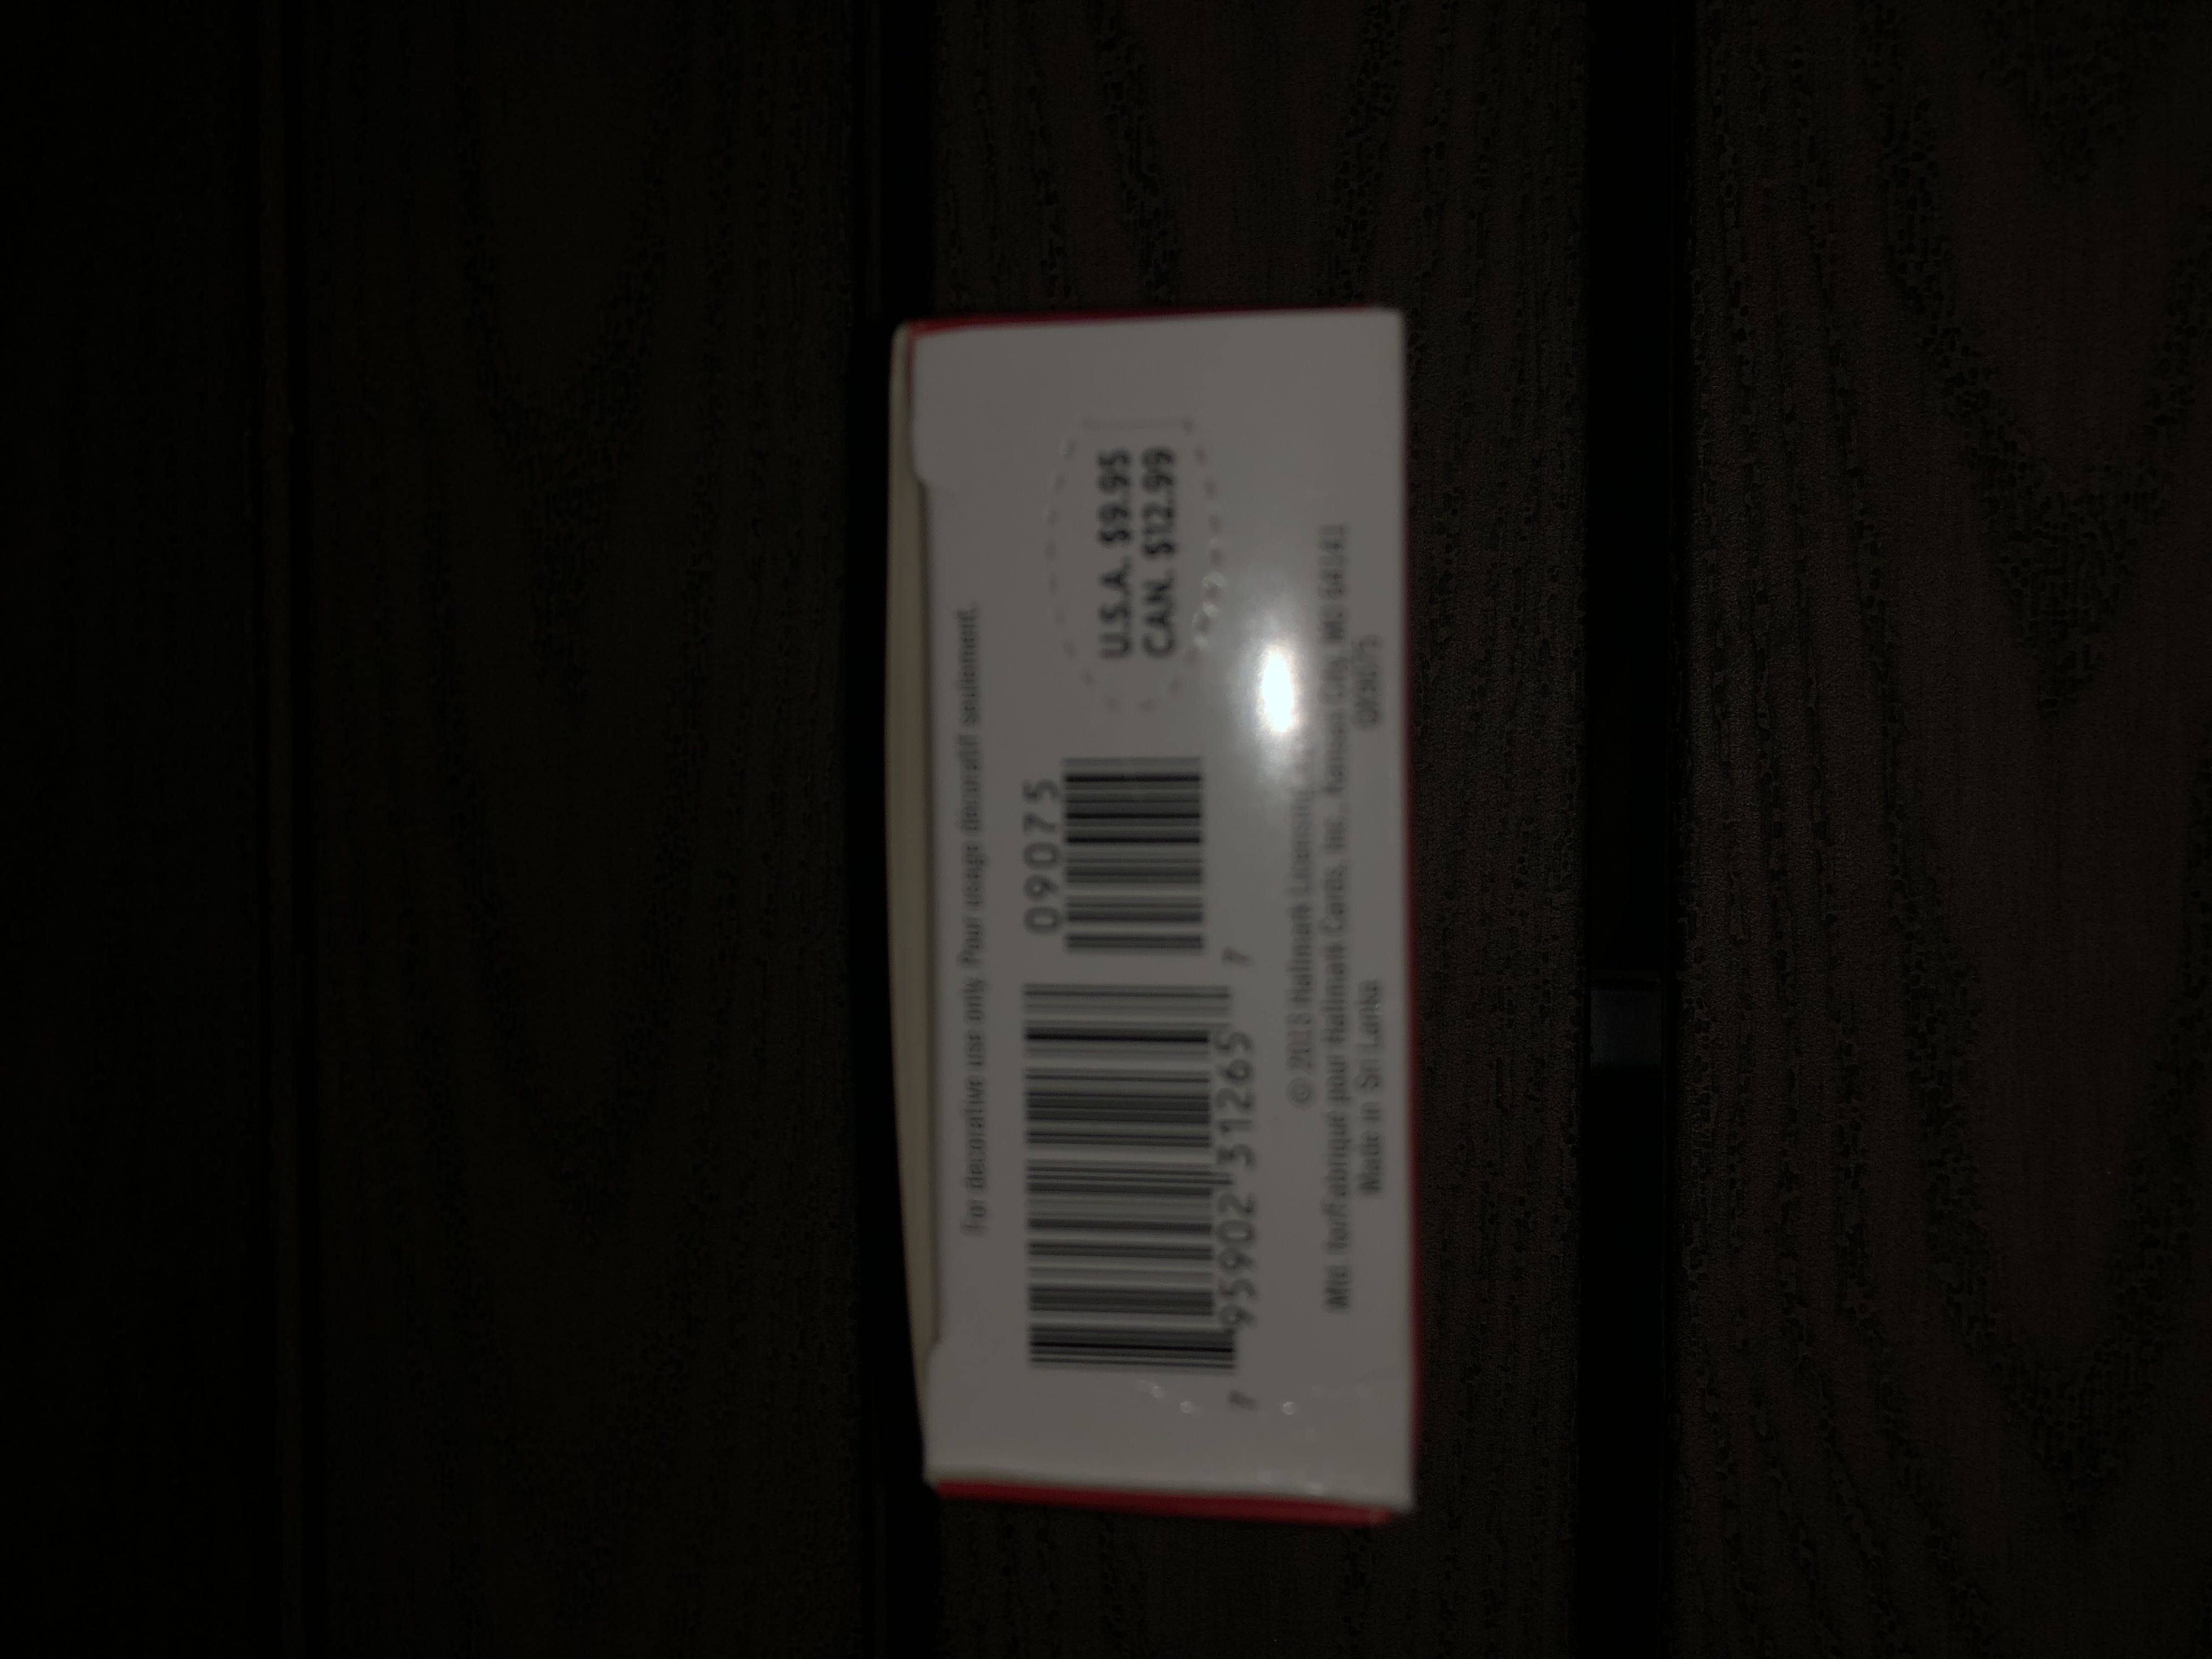 For decorative use only. Pour usage décoratif seulement.
09075
7 95902 31265 7
U.S.A. $9.95
CAN. $12.99
© 2013 Hallmark Licensing
Mfd. for/Fabriqué pour Hallmark Cards, Inc., Kansas City, MO 64141
Made in Sri Lanka